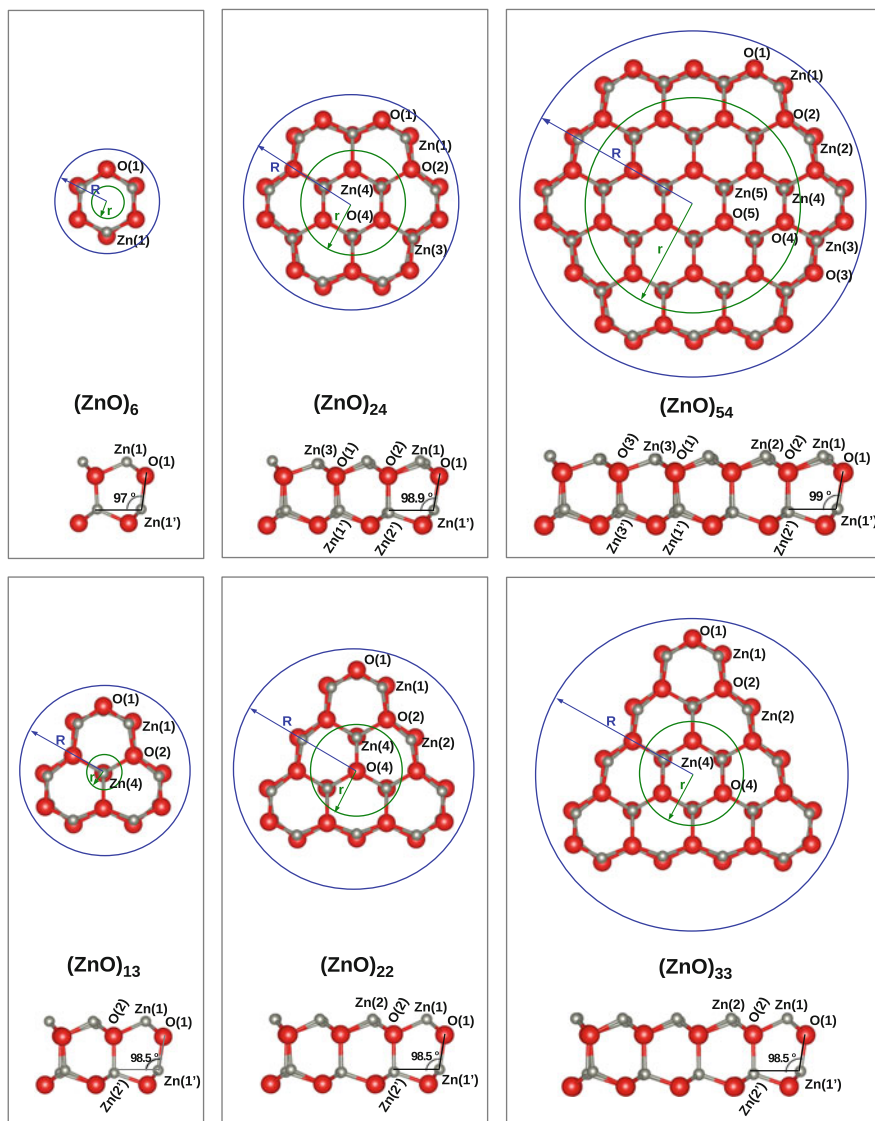 O(1)
R
r
Zn(1)
(ZnO)6
Zn(1)
O(1)
97 °
Zn(1')
O(1)
Zn(1)
O(2)
R
Zn(4)
O(4)
r
Zn(3)
(ZnO)24
Zn(3)
O(1)
O(2)
Zn(1)
O(1)
98.9 °
Zn(1')
Zn(2')
Zn(1')
O(1)
Zn(1)
O(2)
Zn(2)
R
Zn(5)
Zn(4)
O(5)
O(4)
r
Zn(3)
O(3)
(ZnO)54
O(3)
Zn(3)
O(1)
Zn(2)
O(2)
Zn(1)
O(1)
99 °
Zn(3')
Zn(1')
Zn(2')
Zn(1')
O(1)
Zn(1)
R
O(2)
r
Zn(4)
(ZnO)13
O(2)
Zn(1)
O(1)
98.5 °
Zn(2')
Zn(1')
O(1)
Zn(1)
R
O(2)
Zn(2)
Zn(4)
O(4)
r
(ZnO)22
Zn(2)
O(2)
Zn(1)
O(1)
98.5 °
Zn(2')
Zn(1')
O(1)
Zn(1)
O(2)
Zn(2)
R
Zn(4)
r
O(4)
(ZnO)33
Zn(2)
O(2)
Zn(1)
O(1)
98.5 °
Zn(2')
Zn(1')